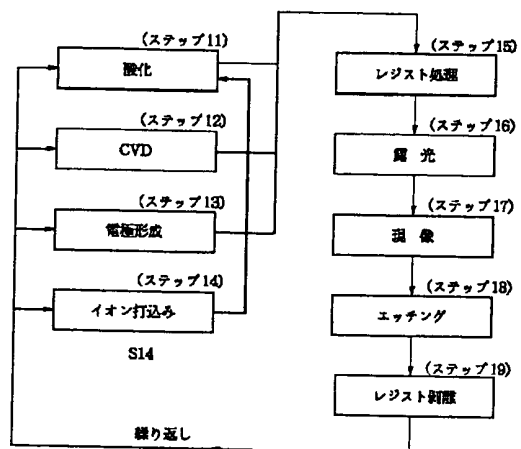 (ステップ11)
酸化
(ステップ12)
CVD
(ステップ13)
電極形成
(ステップ14)
イオン打込み
S14
繰り返し
(ステップ15)
レジスト処理
(ステップ16)
露 光
(ステップ17)
現 像
(ステップ18)
エッチング
(ステップ19)
レジスト剥離